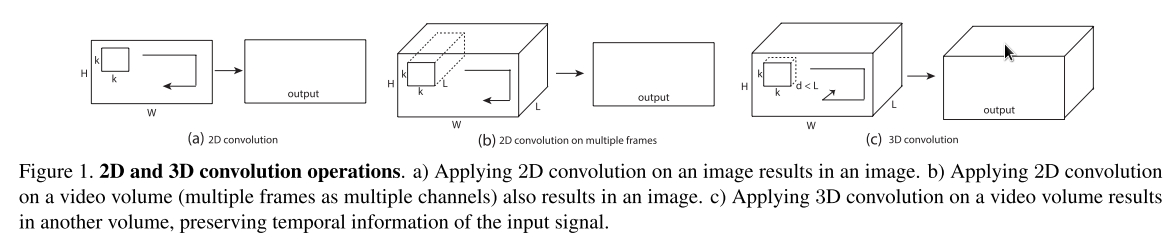 k
k
H
W
output
(a) 2D convolution
k
k
L
H
W
L
output
(b) 2D convolution on multiple frames
k
k
d < L
H
W
L
output
(c) 3D convolution
Figure 1. 2D and 3D convolution operations. a) Applying 2D convolution on an image results in an image. b) Applying 2D convolution
on a video volume (multiple frames as multiple channels) also results in an image. c) Applying 3D convolution on a video volume results
in another volume, preserving temporal information of the input signal.